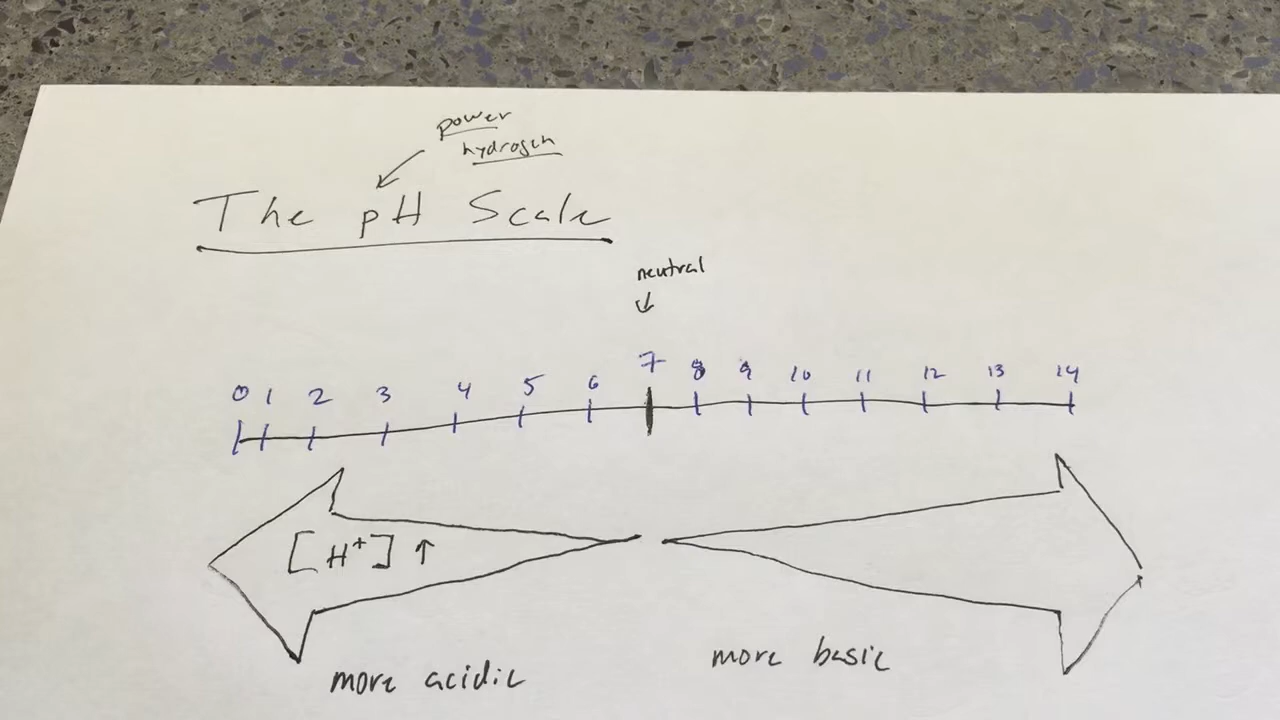 power
hydrogen
The pH Scale
neutral
0 1 2 3 4 5 6 7 8 9 10 11 12 13 14
[H⁺] ↑
more acidic
more basic